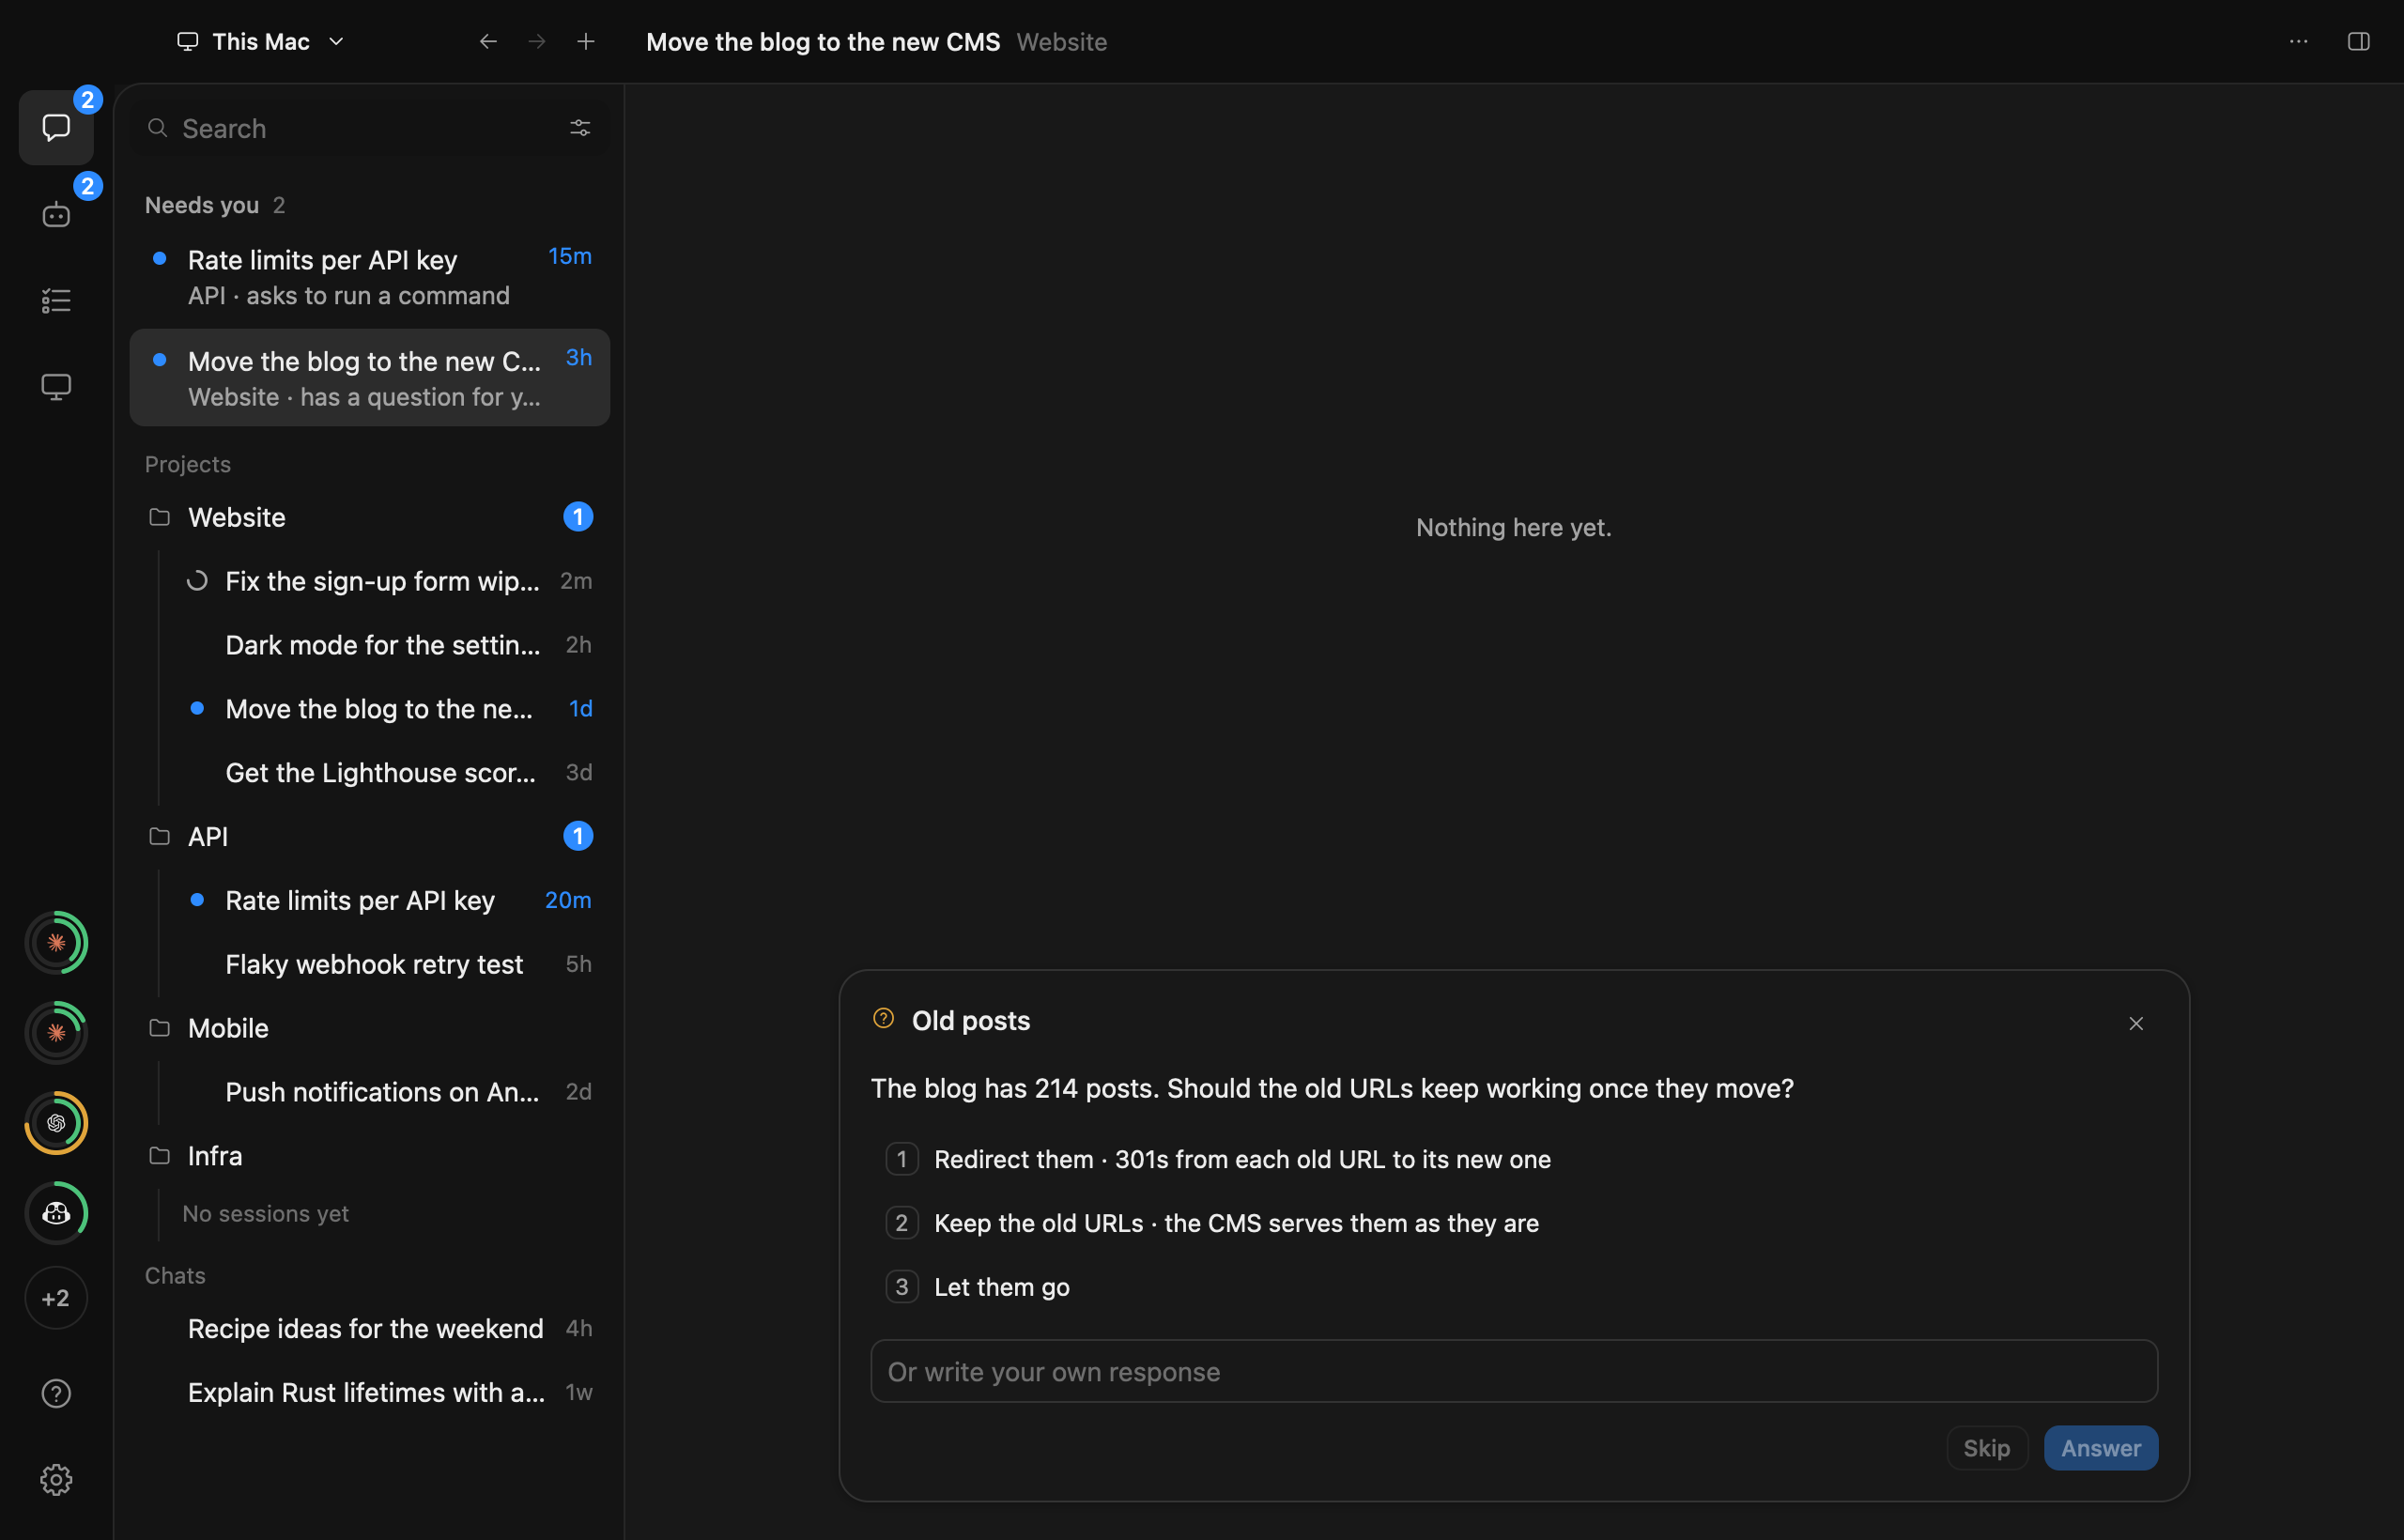 This Mac
Move the blog to the new CMS Website
2
2
Search
Needs you 2
Rate limits per API key 15m
API · asks to run a command
Move the blog to the new C... 3h
Website · has a question for y...
Projects
Website 1
Fix the sign-up form wip... 2m
Dark mode for the settin... 2h
Move the blog to the ne... 1d
Get the Lighthouse scor... 3d
API 1
Rate limits per API key 20m
Flaky webhook retry test 5h
Mobile
Push notifications on An... 2d
Infra
No sessions yet
Chats
Recipe ideas for the weekend 4h
Explain Rust lifetimes with a... 1w
+2
Nothing here yet.
Old posts
The blog has 214 posts. Should the old URLs keep working once they move?
1 Redirect them · 301s from each old URL to its new one
2 Keep the old URLs · the CMS serves them as they are
3 Let them go
Or write your own response
Skip Answer